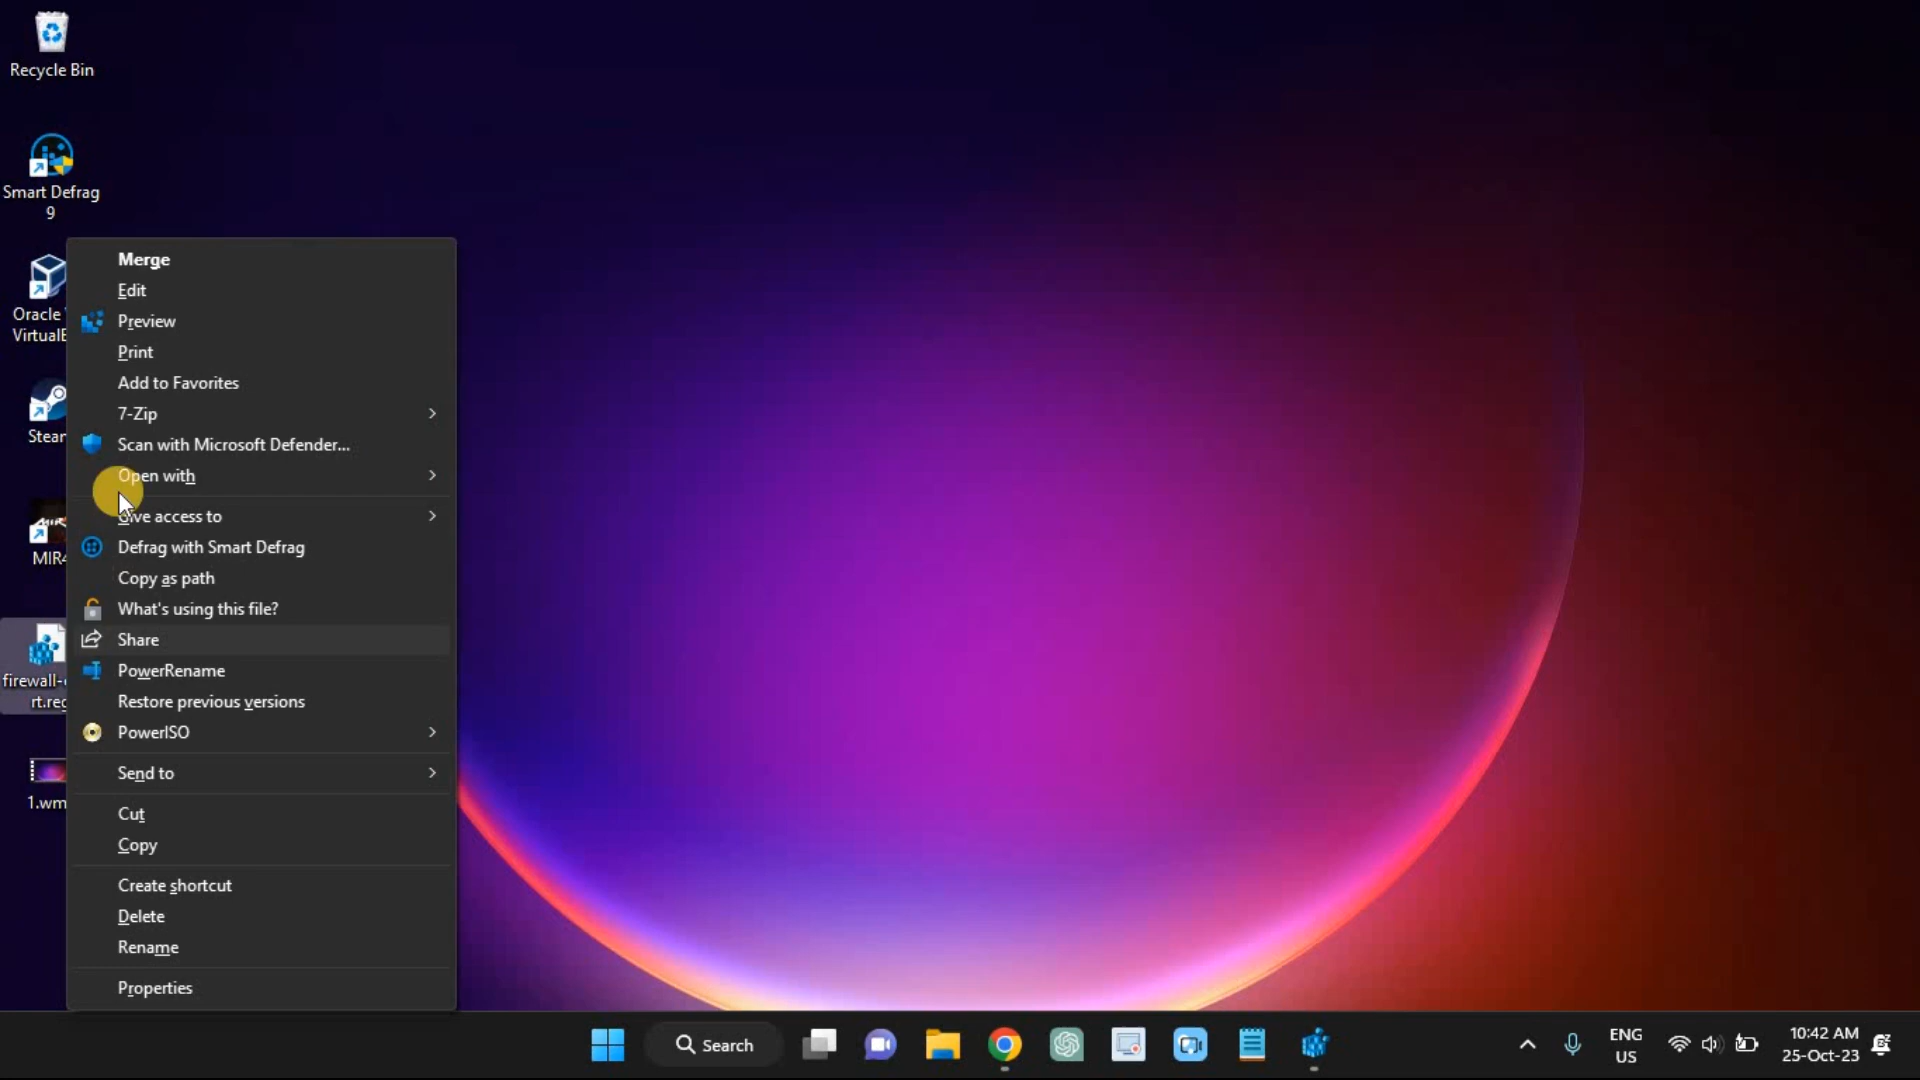 Recycle Bin
Smart Defrag
9
Oracle
VirtualB
Stear
MIR4
firewall-
rt.reg
1.wm
Merge
Edit
Preview
Print
Add to Favorites
7-Zip
Scan with Microsoft Defender...
Open with
Give access to
Defrag with Smart Defrag
Copy as path
What's using this file?
Share
PowerRename
Restore previous versions
PowerISO
Send to
Cut
Copy
Create shortcut
Delete
Rename
Properties
Search
ENG
US
10:42 AM
25-Oct-23